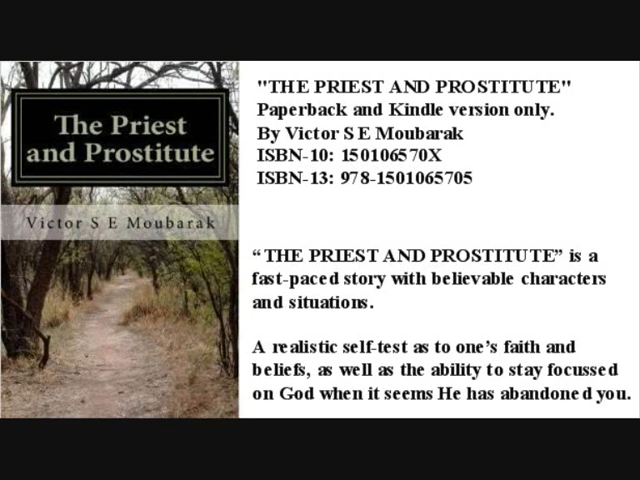 The Priest
and Prostitute
Victor S E Moubarak
"THE PRIEST AND PROSTITUTE"
Paperback and Kindle version only.
By Victor S E Moubarak
ISBN-10: 150106570X
ISBN-13: 978-1501065705
“THE PRIEST AND PROSTITUTE” is a
fast-paced story with believable characters
and situations.
A realistic self-test as to one’s faith and
beliefs, as well as the ability to stay focussed
on God when it seems He has abandoned you.